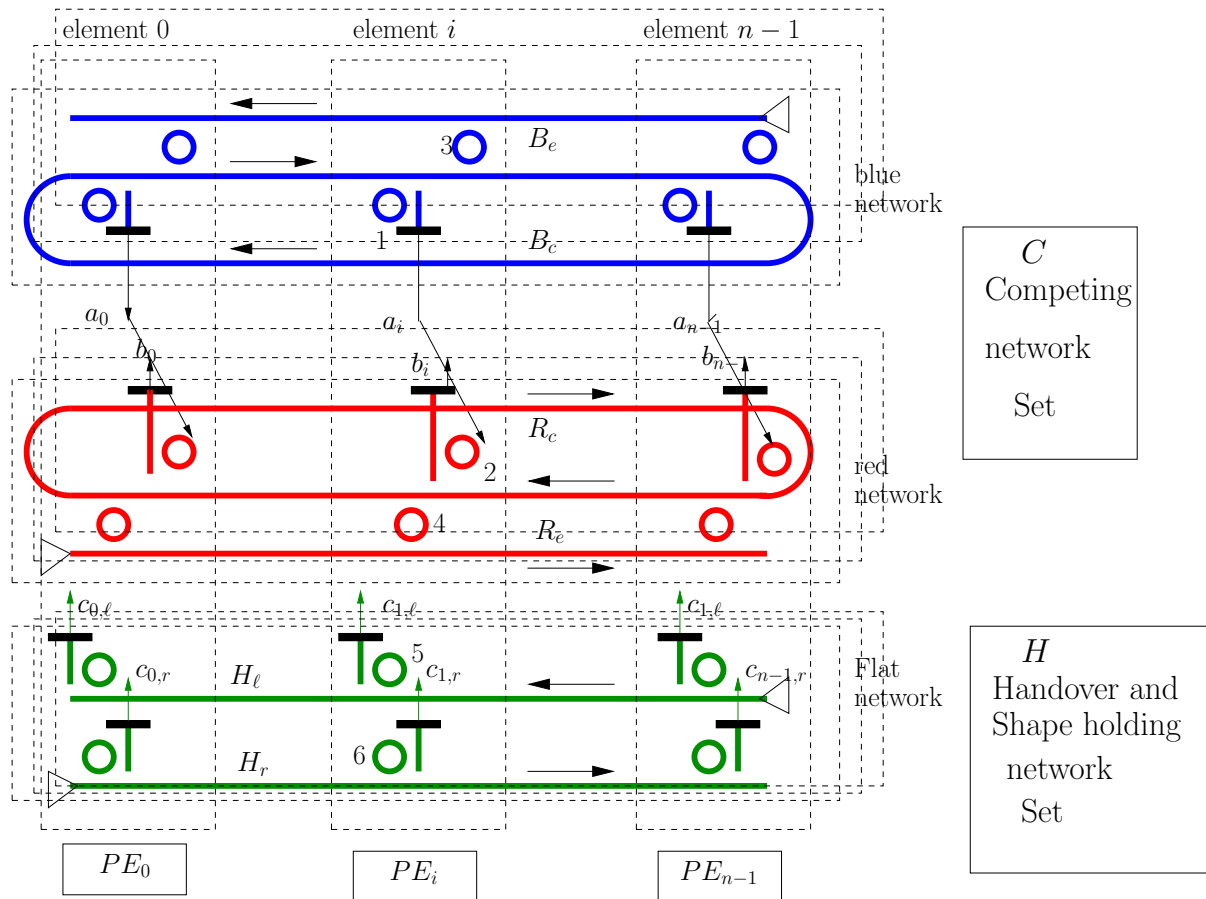 element 0
element i
element n − 1
3
B_e
blue
network
1
B_c
C
Competing
network
Set
a_0
a_i
a_{n-1}
b_0
b_i
b_{n-
R_c
2
red
network
4
R_e
c_{0,ℓ}
c_{1,ℓ}
c_{1,ℓ}
5
c_{0,r}
c_{1,r}
c_{n−1,r}
H_ℓ
Flat
network
6
H_r
H
Handover and
Shape holding
network
Set
PE_0
PE_i
PE_{n−1}